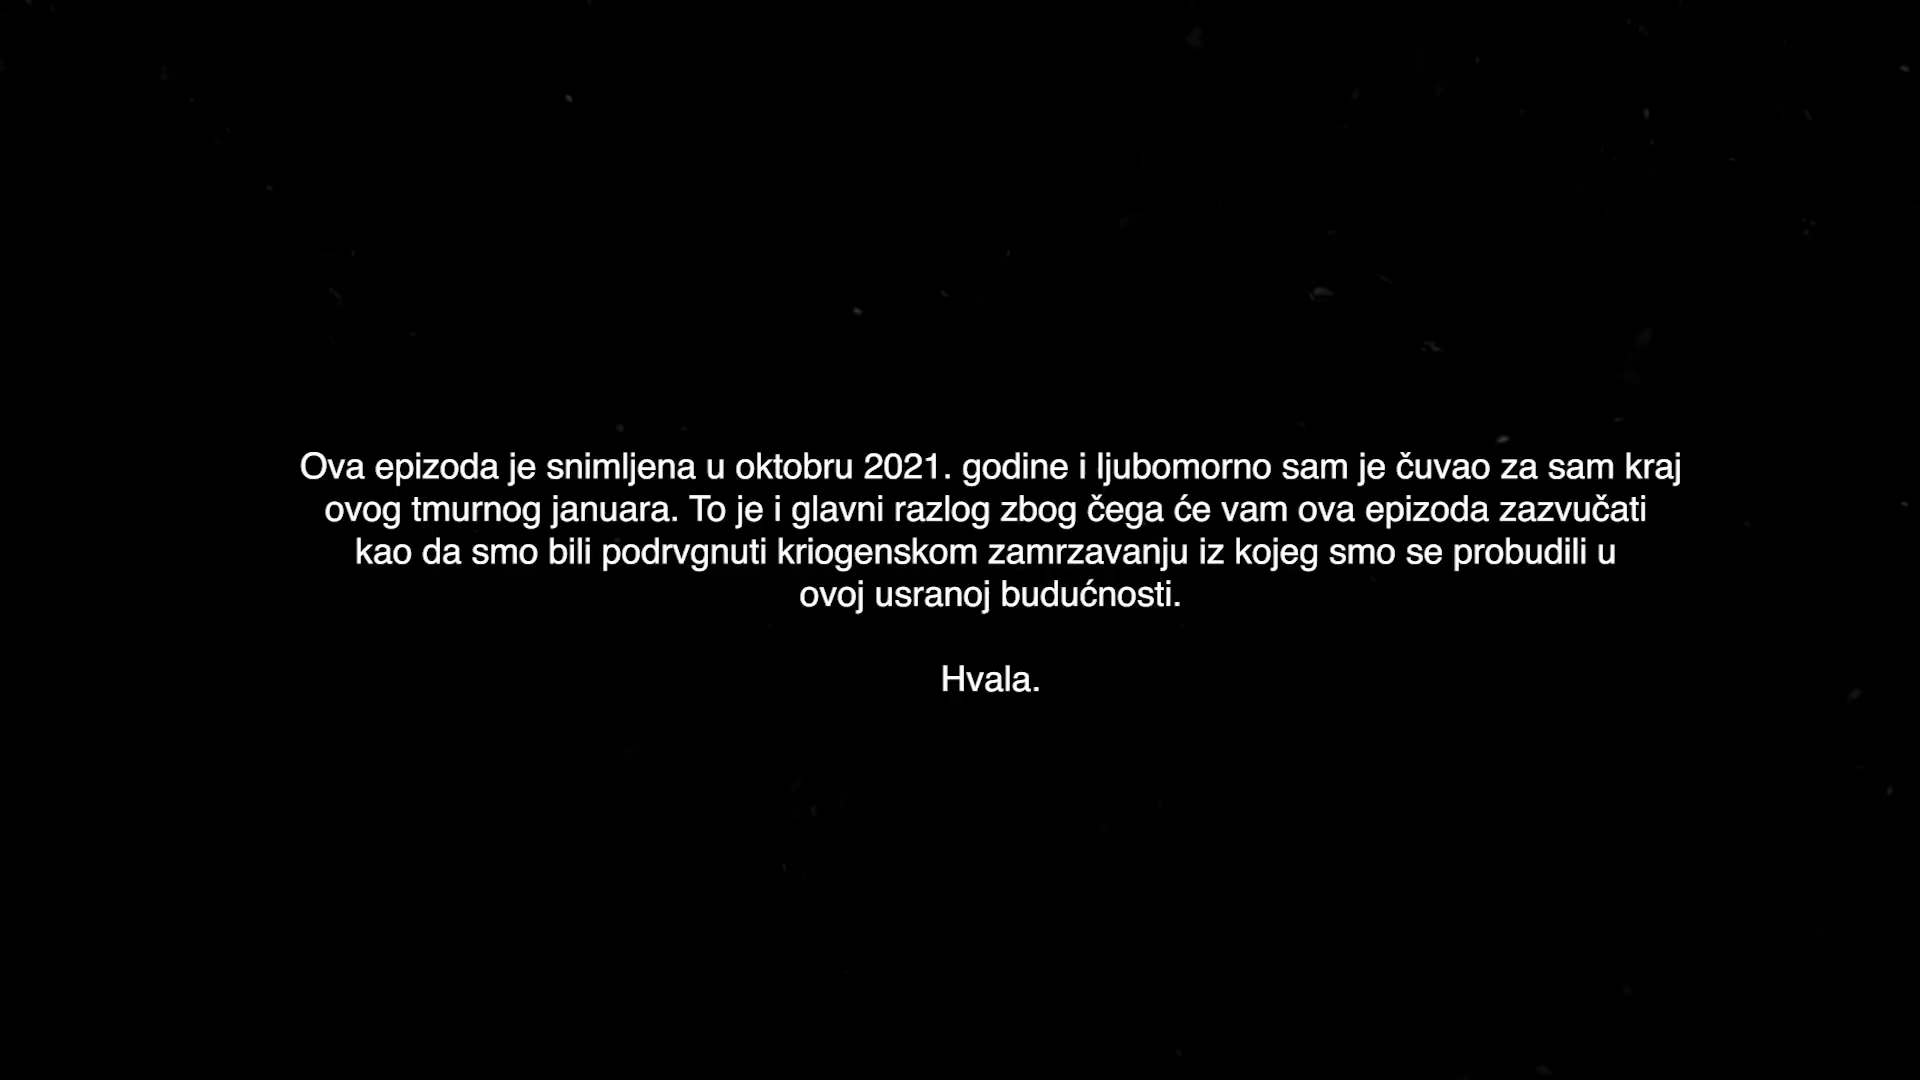 Ova epizoda je snimljena u oktobru 2021. godine i ljubomorno sam je čuvao za sam kraj
ovog tmurnog januara. To je i glavni razlog zbog čega će vam ova epizoda zazvučati
kao da smo bili podrvgnuti kriogenskom zamrzavanju iz kojeg smo se probudili u
ovoj usranoj budućnosti.
Hvala.